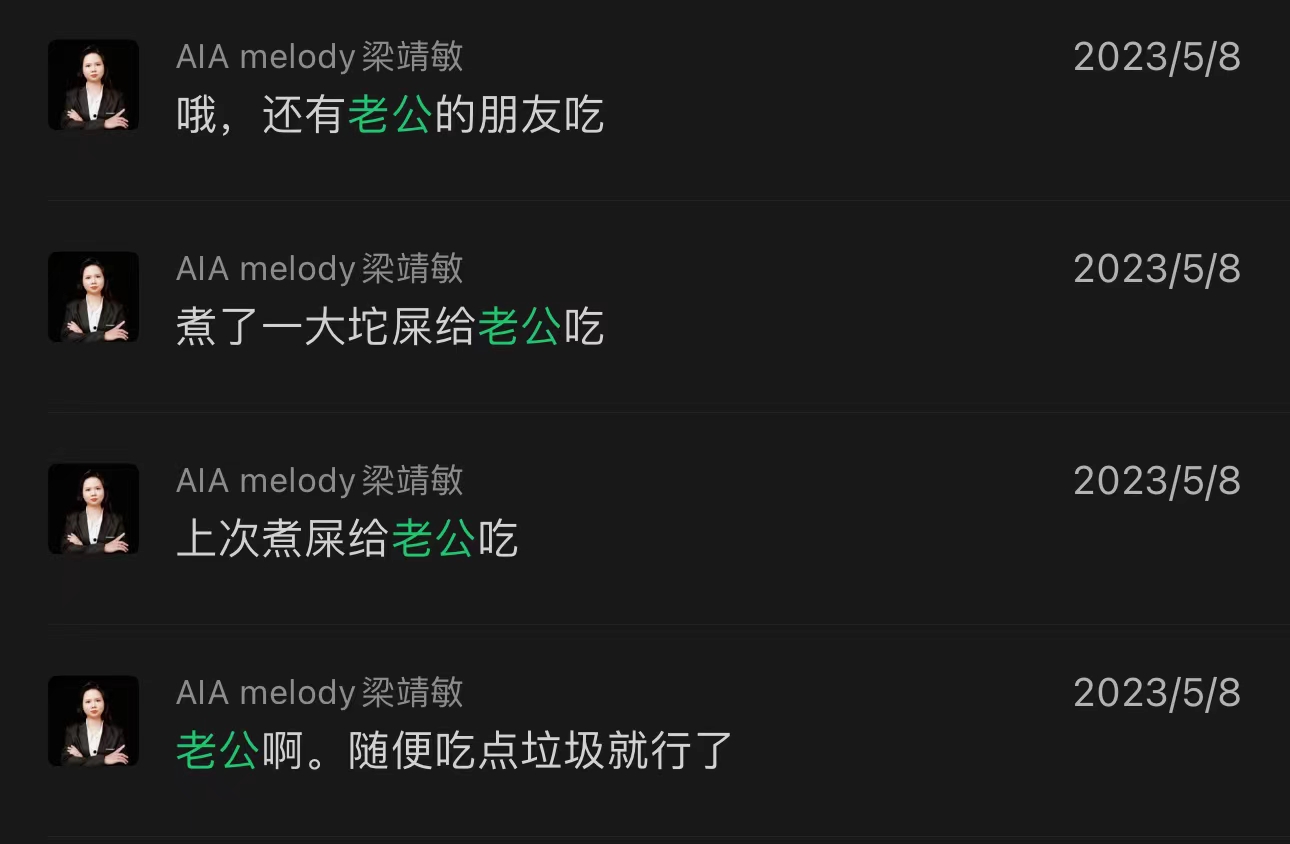 AIA melody梁靖敏
2023/5/8
哦，还有老公的朋友吃
AIA melody梁靖敏
2023/5/8
煮了一大坨屎给老公吃
AIA melody梁靖敏
2023/5/8
上次煮屎给老公吃
AIA melody梁靖敏
2023/5/8
老公啊。随便吃点垃圾就行了